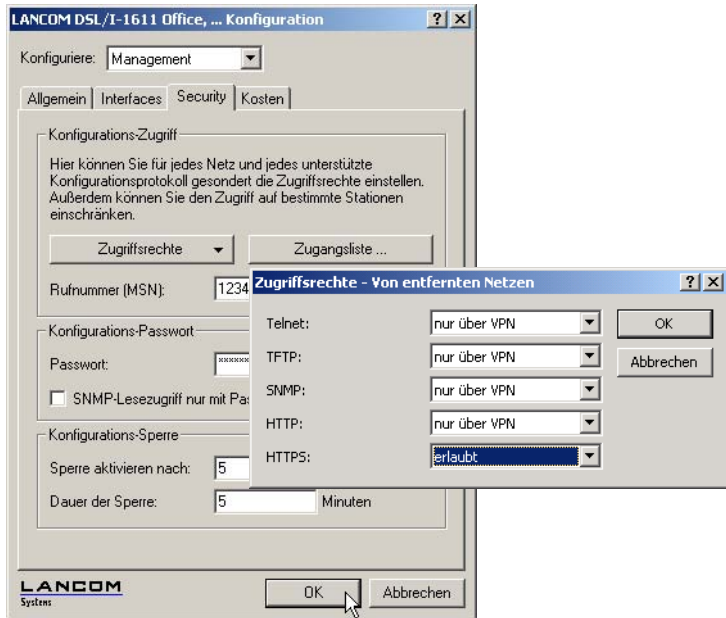 LANCOM DSL/I-1611 Office, ... Konfiguration
Konfiguriere: Management
Allgemein Interfaces Security Kosten
Konfigurations-Zugriff
Hier können Sie für jedes Netz und jedes unterstützte
Konfigurationsprotokoll gesondert die Zugriffsrechte einstellen.
Außerdem können Sie den Zugriff auf bestimmte Stationen
einschränken.
Zugriffsrechte Zugangsliste ...
Rufnummer (MSN): 1234
Konfigurations-Passwort
Passwort: xxxxxx
SNMP-Lesezugriff nur mit Pa
Konfigurations-Sperre
Sperre aktivieren nach: 5
Dauer der Sperre: 5 Minuten
LANCOM
Systems
OK Abbrechen
Zugriffsrechte - Von entfernten Netzen
Telnet: nur über VPN OK
TFTP: nur über VPN Abbrechen
SNMP: nur über VPN
HTTP: nur über VPN
HTTPS: erlaubt